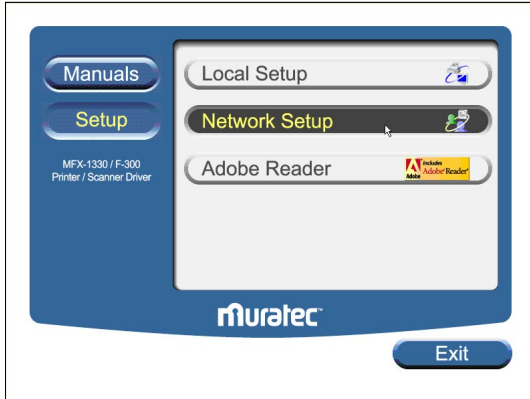 Manuals
Setup
MFX-1330 / F-300
Printer / Scanner Driver
Local Setup
Network Setup
Adobe Reader
Includes
Adobe Reader
Adobe
muratec
Exit